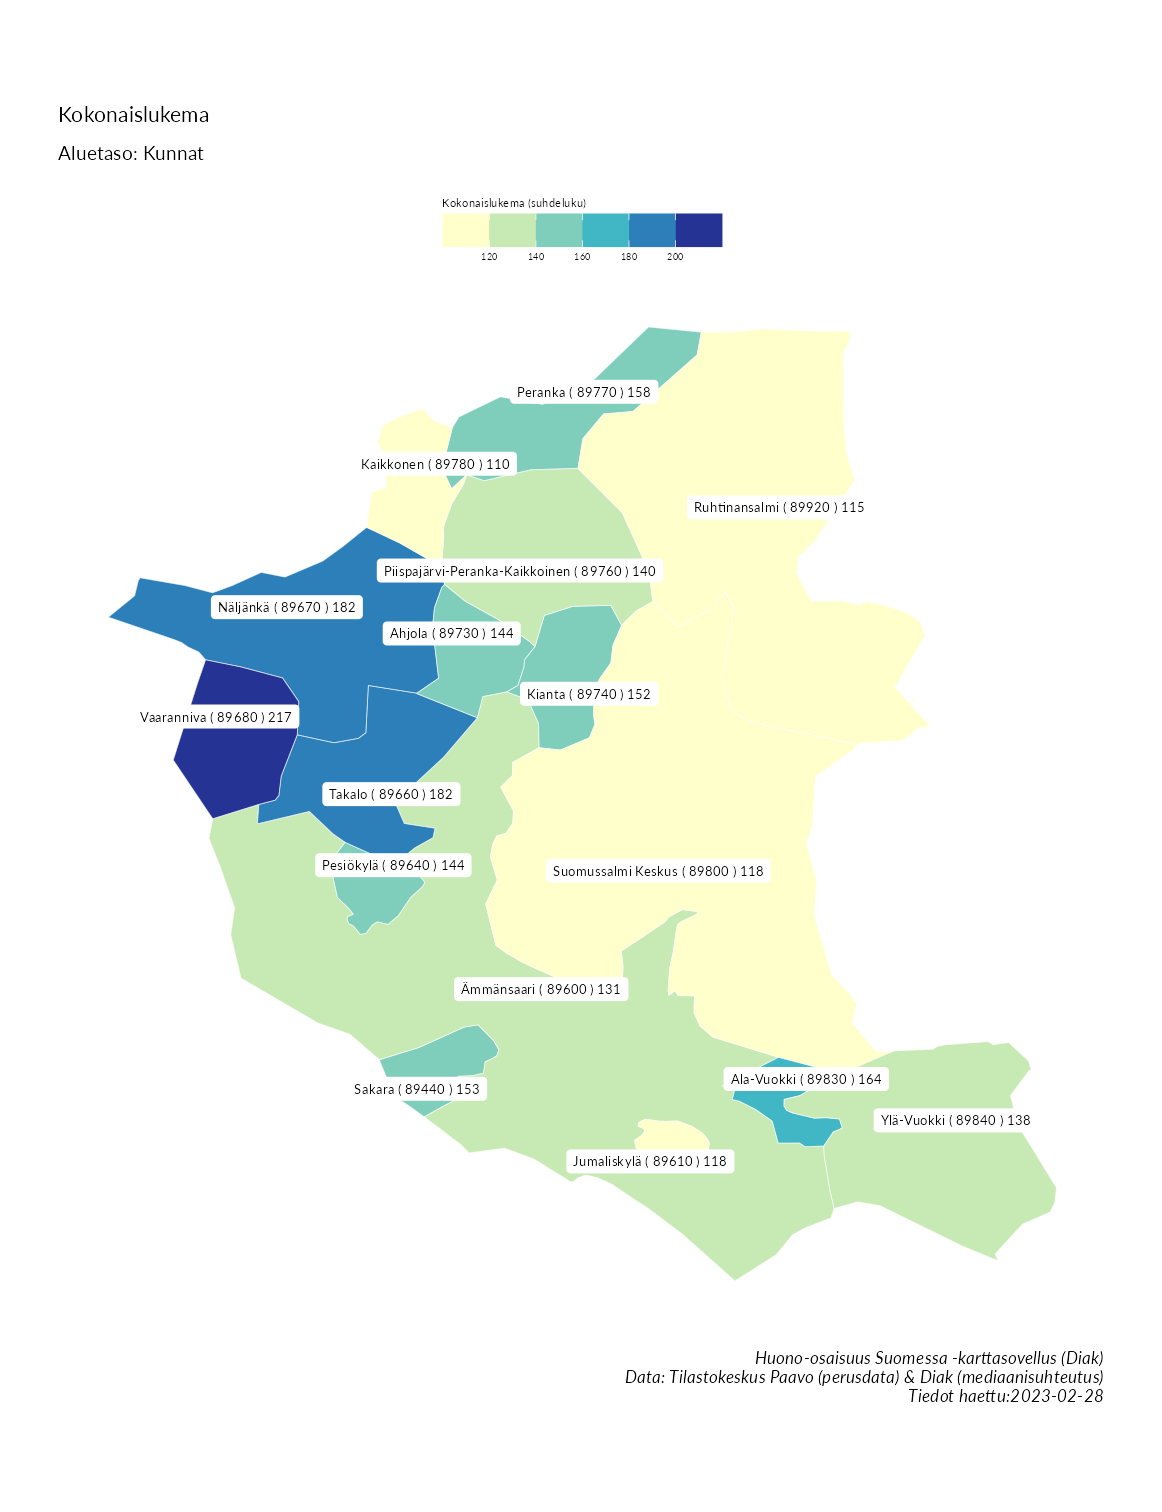 Kokonaislukema
Aluetaso: Kunnat
Kokonaislukema (suhdeluku)
120 140 160 180 200
Peranka ( 89770 ) 158
Kaikkonen ( 89780 ) 110
Ruhtinansalmi ( 89920 ) 115
Piispajärvi-Peranka-Kaikkoinen ( 89760 ) 140
Näljänkä ( 89670 ) 182
Ahjola ( 89730 ) 144
Kianta ( 89740 ) 152
Vaaranniva ( 89680 ) 217
Takalo ( 89660 ) 182
Pesiökylä ( 89640 ) 144
Suomussalmi Keskus ( 89800 ) 118
Ämmänsaari ( 89600 ) 131
Ala-Vuokki ( 89830 ) 164
Sakara ( 89440 ) 153
Ylä-Vuokki ( 89840 ) 138
Jumaliskylä ( 89610 ) 118
Huono-osaisuus Suomessa -karttasovellus (Diak)
Data: Tilastokeskus Paavo (perusdata) & Diak (mediaanisuhteutus)
Tiedot haettu:2023-02-28